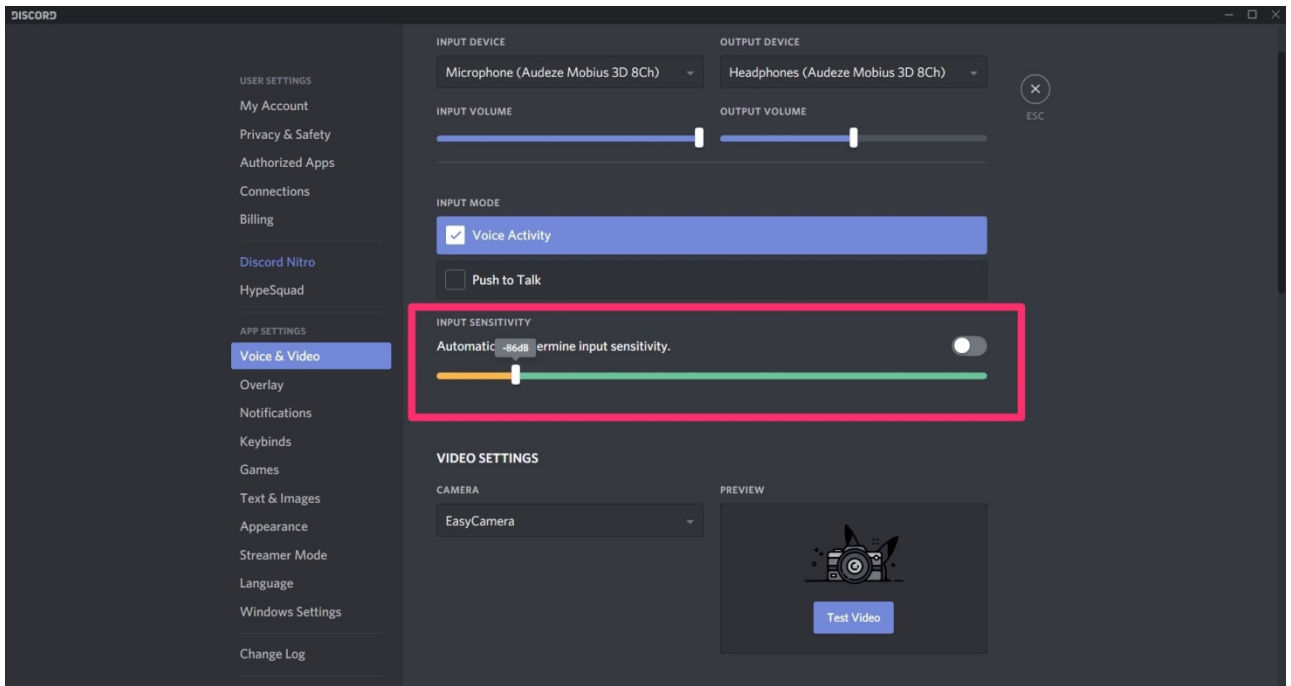 DISCORD
USER SETTINGS
My Account
Privacy & Safety
Authorized Apps
Connections
Billing
Discord Nitro
HypeSquad
APP SETTINGS
Voice & Video
Overlay
Notifications
Keybinds
Games
Text & Images
Appearance
Streamer Mode
Language
Windows Settings
Change Log
INPUT DEVICE
Microphone (Audeze Mobius 3D 8Ch)
OUTPUT DEVICE
Headphones (Audeze Mobius 3D 8Ch)
INPUT VOLUME
OUTPUT VOLUME
ESC
INPUT MODE
Voice Activity
Push to Talk
INPUT SENSITIVITY
Automatic -86dB ermine input sensitivity.
VIDEO SETTINGS
CAMERA
EasyCamera
PREVIEW
Test Video